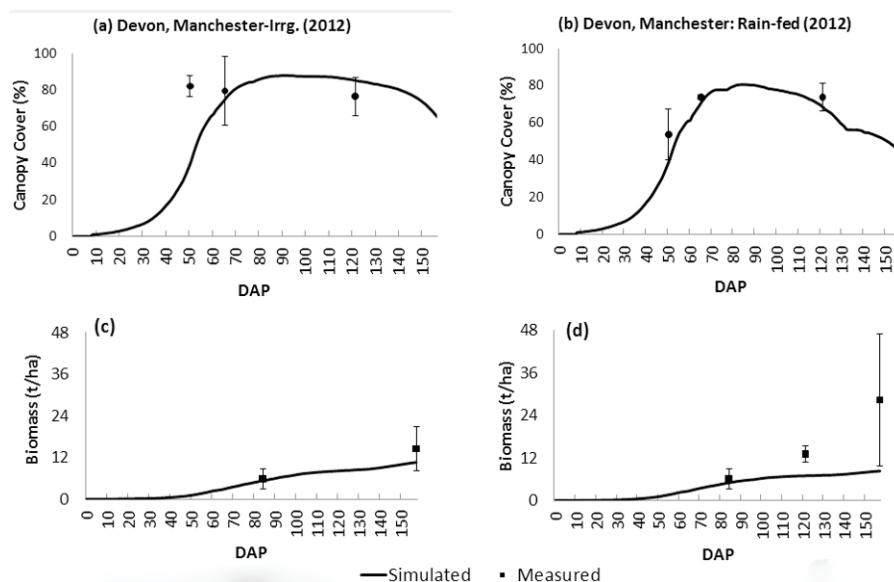 (a) Devon, Manchester-Irrg. (2012)
Canopy Cover (%)
100
80
60
40
20
0
0 10 20 30 40 50 60 70 80 90 100 110 120 130 140 150
DAP
(b) Devon, Manchester: Rain-fed (2012)
Canopy Cover (%)
100
80
60
40
20
0
0 10 20 30 40 50 60 70 80 90 100 110 120 130 140 150
DAP
(c)
Biomass (t/ha)
48
36
24
12
0
0 10 20 30 40 50 60 70 80 90 100 110 120 130 140 150
DAP
(d)
Biomass (t/ha)
48
36
24
12
0
0 10 20 30 40 50 60 70 80 90 100 110 120 130 140 150
DAP
Simulated Measured